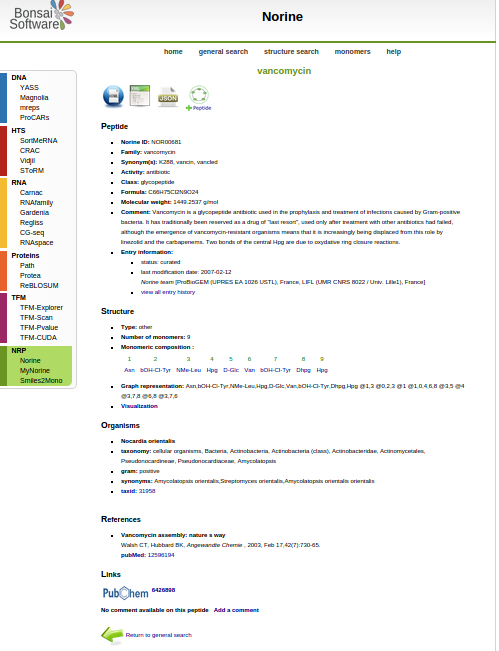 Bonsai
Software
Norine
home general search structure search monomers help
vancomycin
DNA
YASS
Magnolia
mreps
ProCARs
HTS
SortMeRNA
CRAC
Vidjil
SToRM
RNA
Carnac
RNAfamily
Gardenia
Regliss
CG-seq
RNAspace
Proteins
Path
Protea
ReBLOSUM
TFM
TFM-Explorer
TFM-Scan
TFM-Pvalue
TFM-CUDA
NRP
Norine
MyNorine
Smiles2Mono
JSON
Peptide
Peptide
Norine ID: NOR00681
Family: vancomycin
Synonym(s): K288, vancin, vancled
Activity: antibiotic
Class: glycopeptide
Formula: C66H75Cl2N9O24
Molecular weight: 1449.2537 g/mol
Comment: Vancomycin is a glycopeptide antibiotic used in the prophylaxis and treatment of infections caused by Gram-positive
bacteria. It has traditionally been reserved as a drug of "last resort", used only after treatment with other antibiotics had failed,
although the emergence of vancomycin-resistant organisms means that it is increasingly being displaced from this role by
linezolid and the carbapenems. Two bonds of the central Hpg are due to oxydative ring closure reactions.
Entry information:
status: curated
last modification date: 2007-02-12
Norine team [ProBioGEM (UPRES EA 1026 USTL), France, LIFL (UMR CNRS 8022 / Univ. Lille1), France]
view all entry history
Structure
Type: other
Number of monomers: 9
Monomeric composition :
1 2 3 4 5 6 7 8 9
Asn bOH-Cl-Tyr NMe-Leu Hpg D-Glc Van bOH-Cl-Tyr Dhpg Hpg
Graph representation: Asn,bOH-Cl-Tyr,NMe-Leu,Hpg,D-Glc,Van,bOH-Cl-Tyr,Dhpg,Hpg @1,3 @0,2,3 @1 @1,0,4,6,8 @3,5 @4
@3,7,8 @6,8 @3,7,6
Visualization
Organisms
Nocardia orientalis
taxonomy: cellular organisms, Bacteria, Actinobacteria, Actinobacteria (class), Actinobacteridae, Actinomycetales,
Pseudonocardineae, Pseudonocardiaceae, Amycolatopsis
gram: positive
synonyms: Amycolatopsis orientalis,Streptomyces orientalis,Amycolatopsis orientalis orientalis
taxid: 31958
References
Vancomycin assembly: nature s way
Walsh CT, Hubbard BK, Angewandte Chemie , 2003, Feb 17,42(7):730-65.
pubMed: 12596194
Links
PubChem 6426898
No comment available on this peptide Add a comment
Return to general search